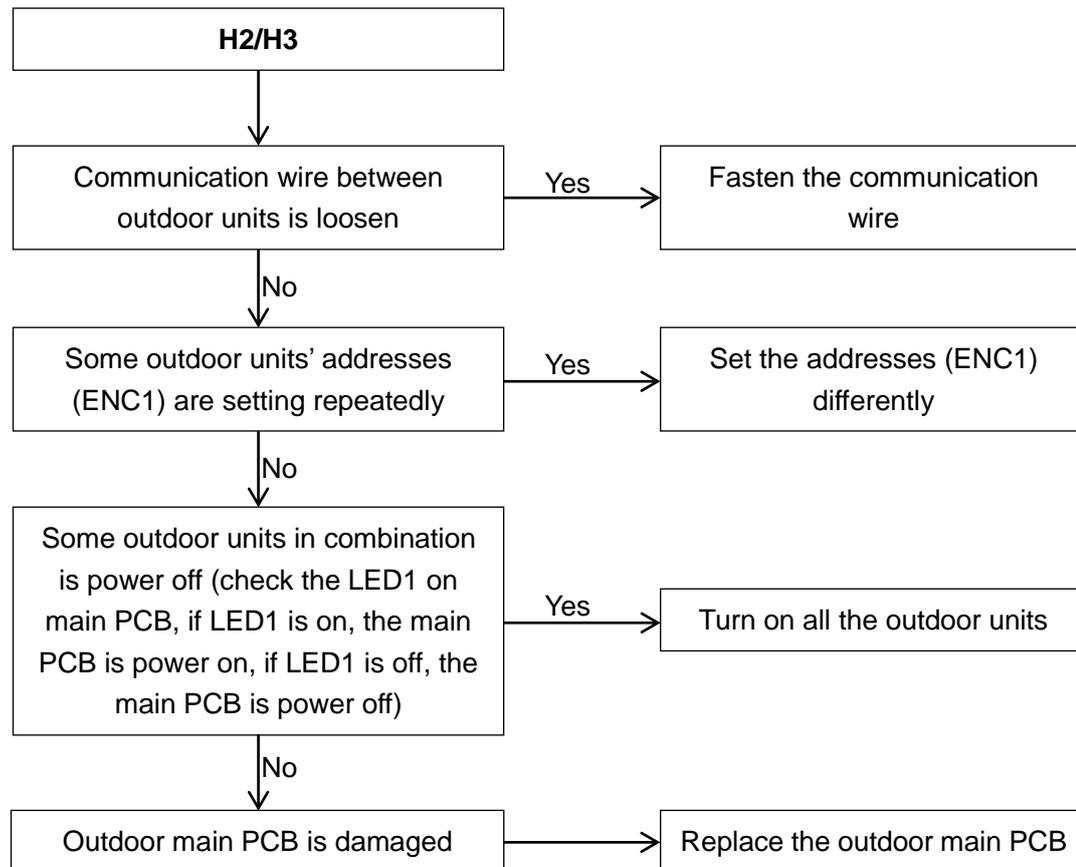 H2/H3
Communication wire between
outdoor units is loosen
Yes
Fasten the communication
wire
No
Some outdoor units’ addresses
(ENC1) are setting repeatedly
Yes
Set the addresses (ENC1)
differently
No
Some outdoor units in combination
is power off (check the LED1 on
main PCB, if LED1 is on, the main
PCB is power on, if LED1 is off, the
main PCB is power off)
Yes
Turn on all the outdoor units
No
Outdoor main PCB is damaged
Replace the outdoor main PCB